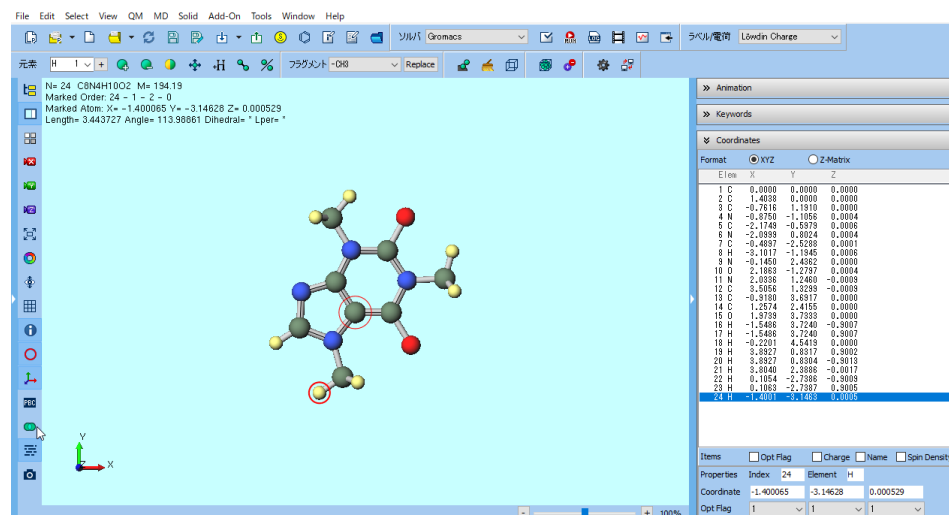 File Edit Select View QM MD Solid Add-On Tools Window Help
ソルバ Gromacs
ラベル/電荷 Löwdin Charge
元素 H 1 +
フラグメント -CH3 Replace
N= 24 C8N4H10O2 M= 194.19
Marked Order: 24 - 1 - 2 - 0
Marked Atom: X= -1.400065 Y= -3.14628 Z= 0.000529
Length= 3.443727 Angle= 113.98861 Dihedral= * Lper= *
PBC
Y
Z X
- + 100%
Animation
Keywords
Coordinates
Format XYZ Z-Matrix
Elem X Y Z
1 C 0.0000 0.0000 0.0000
2 C 1.4038 0.0000 0.0000
3 C -0.7616 1.1910 0.0000
4 N -0.8750 -1.1056 0.0004
5 C -2.1749 -0.5979 0.0006
6 N -2.0999 0.8024 0.0004
7 C -0.4897 -2.5288 0.0001
8 H -3.1017 -1.1945 0.0006
9 N -0.1450 2.4362 0.0000
10 O 2.1863 -1.2797 0.0004
11 N 2.0336 1.2460 -0.0009
12 C 3.5056 1.3299 -0.0009
13 C -0.9180 3.6917 0.0000
14 C 1.2574 2.4155 0.0000
15 O 1.9739 3.7333 0.0000
16 H -1.5486 3.7240 -0.9007
17 H -1.5486 3.7240 0.9007
18 H -0.2201 4.5419 0.0000
19 H 3.8927 0.8317 0.9002
20 H 3.8927 0.8304 -0.9013
21 H 3.8040 2.3886 -0.0017
22 H 0.1054 -2.7386 -0.9009
23 H 0.1063 -2.7387 0.9005
24 H -1.4001 -3.1463 0.0005
Items Opt Flag Charge Name Spin Densit
Properties Index 24 Element H
Coordinate -1.400065 -3.14628 0.000529
Opt Flag 1 1 1